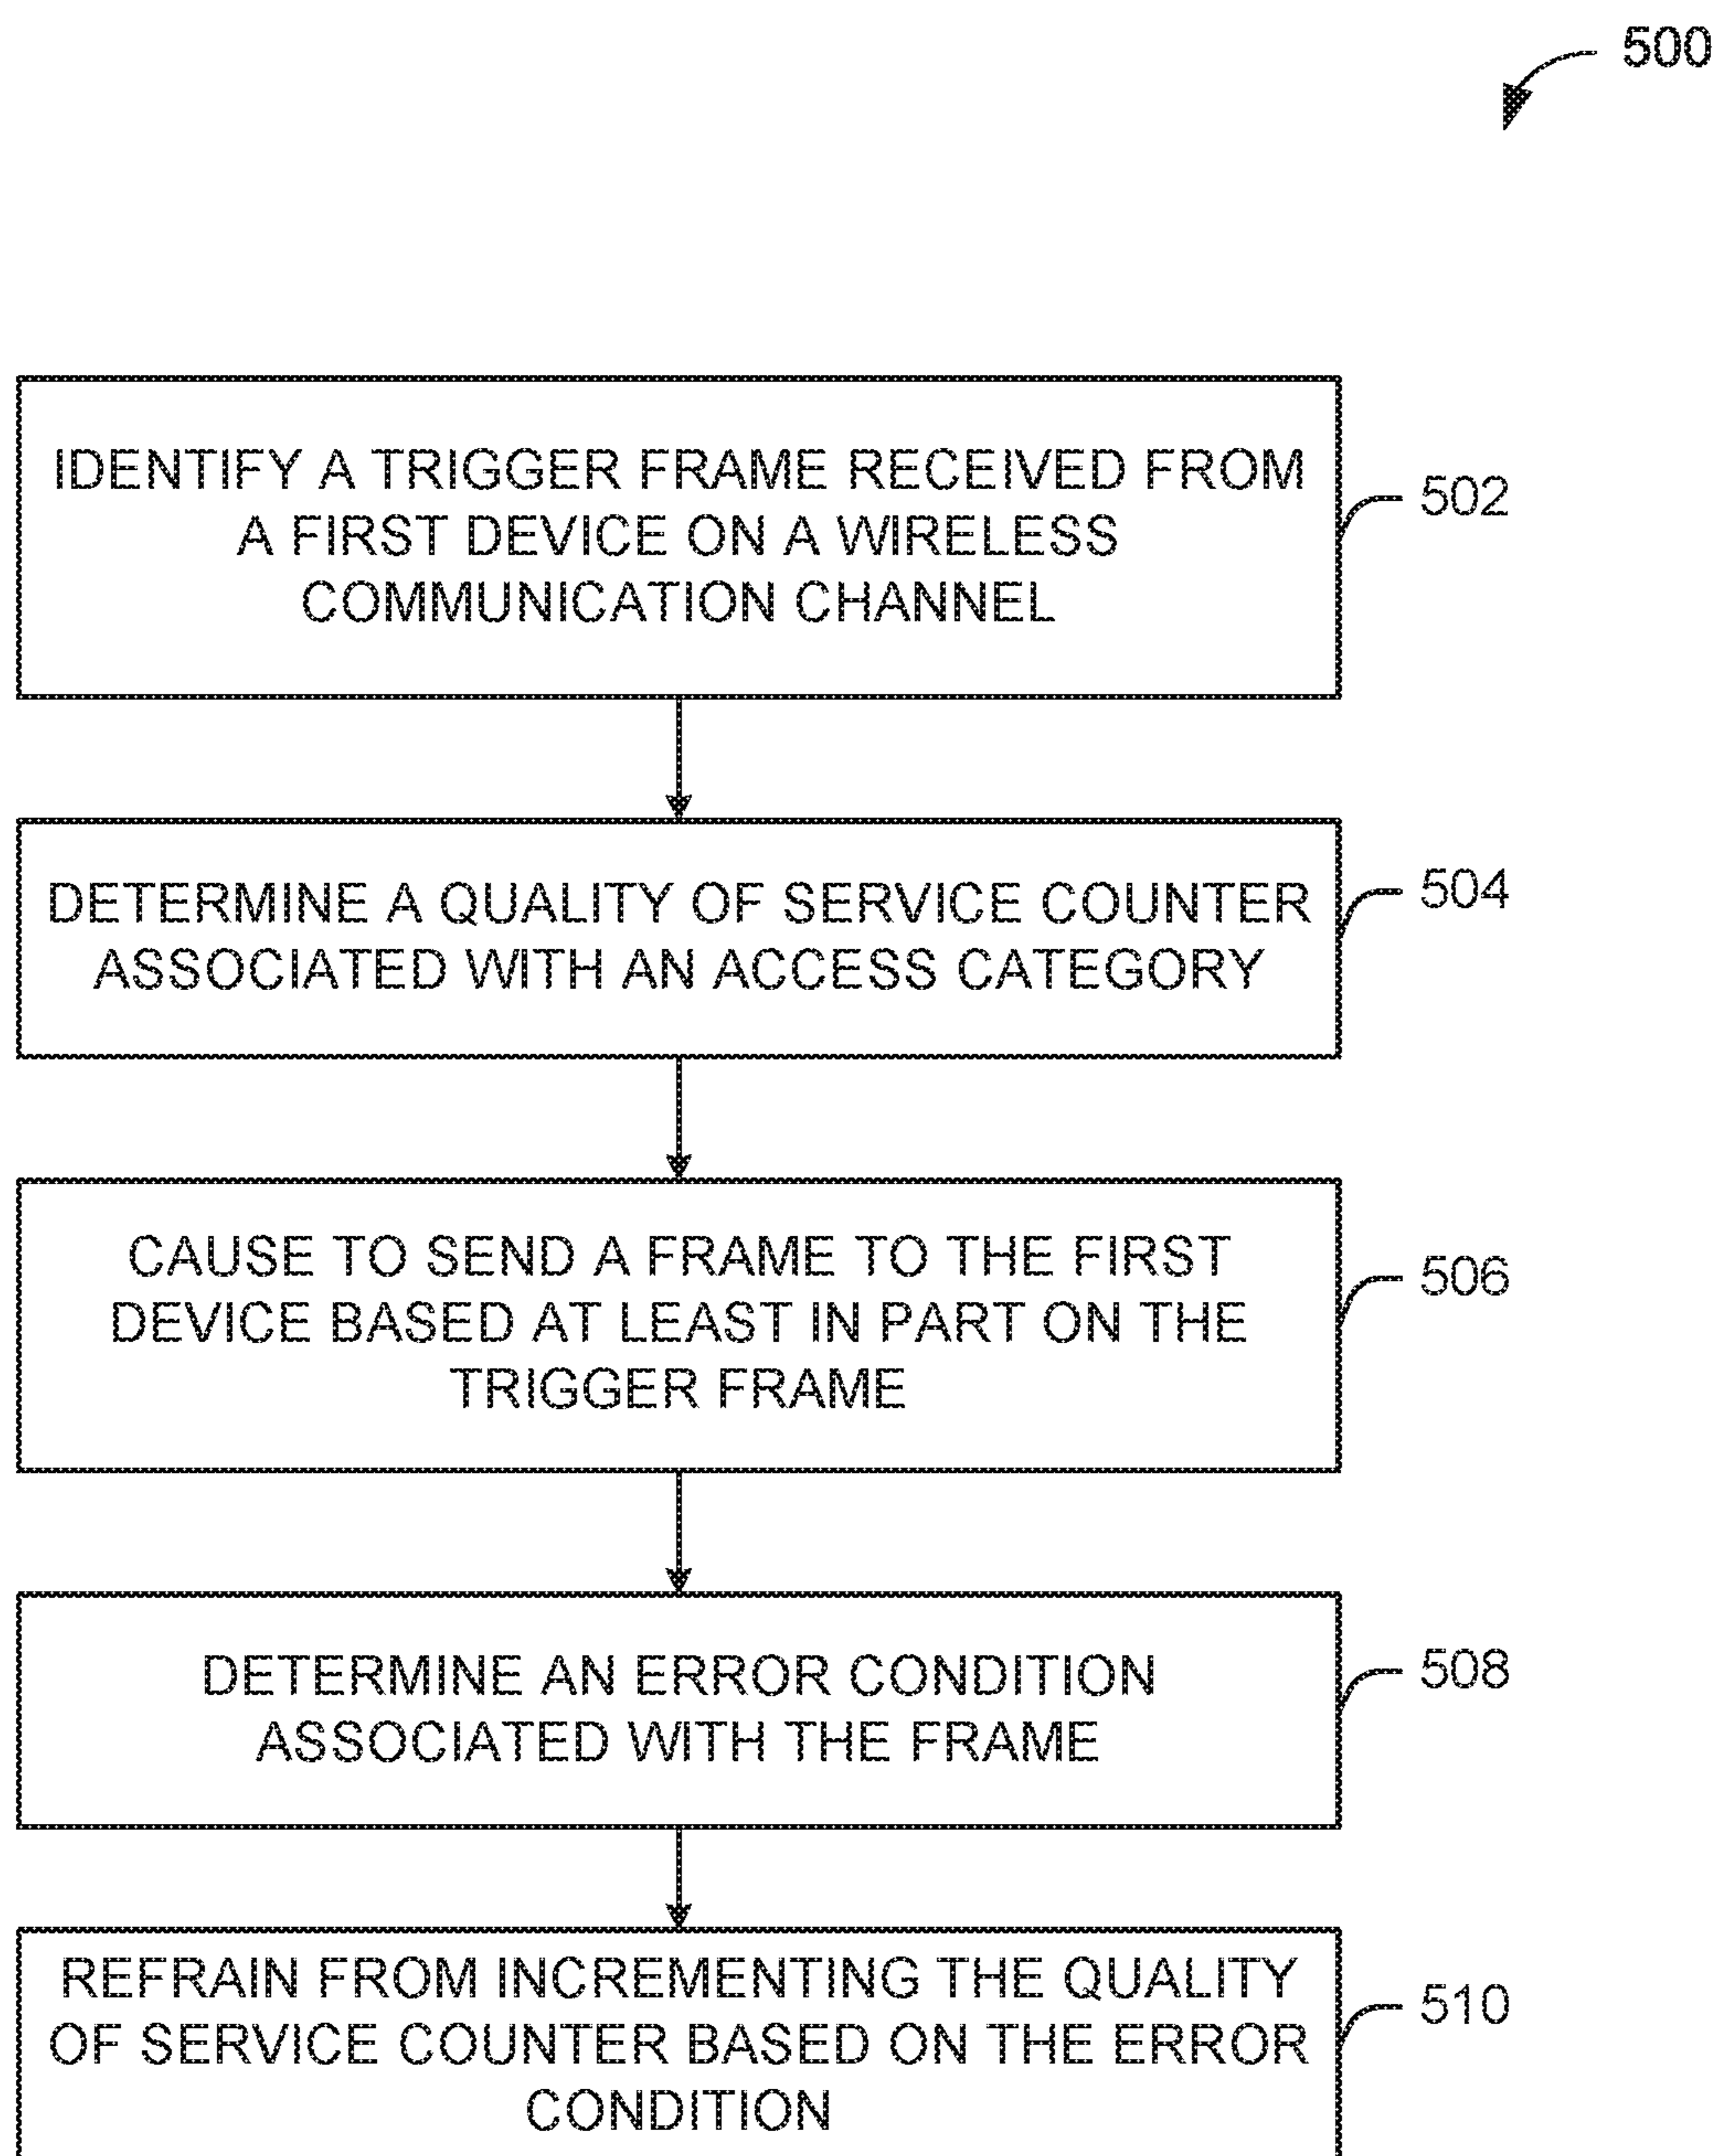 500
IDENTIFY A TRIGGER FRAME RECEIVED FROM
A FIRST DEVICE ON A WIRELESS
COMMUNICATION CHANNEL
502
DETERMINE A QUALITY OF SERVICE COUNTER
ASSOCIATED WITH AN ACCESS CATEGORY
504
CAUSE TO SEND A FRAME TO THE FIRST
DEVICE BASED AT LEAST IN PART ON THE
TRIGGER FRAME
506
DETERMINE AN ERROR CONDITION
ASSOCIATED WITH THE FRAME
508
REFRAIN FROM INCREMENTING THE QUALITY
OF SERVICE COUNTER BASED ON THE ERROR
CONDITION
510